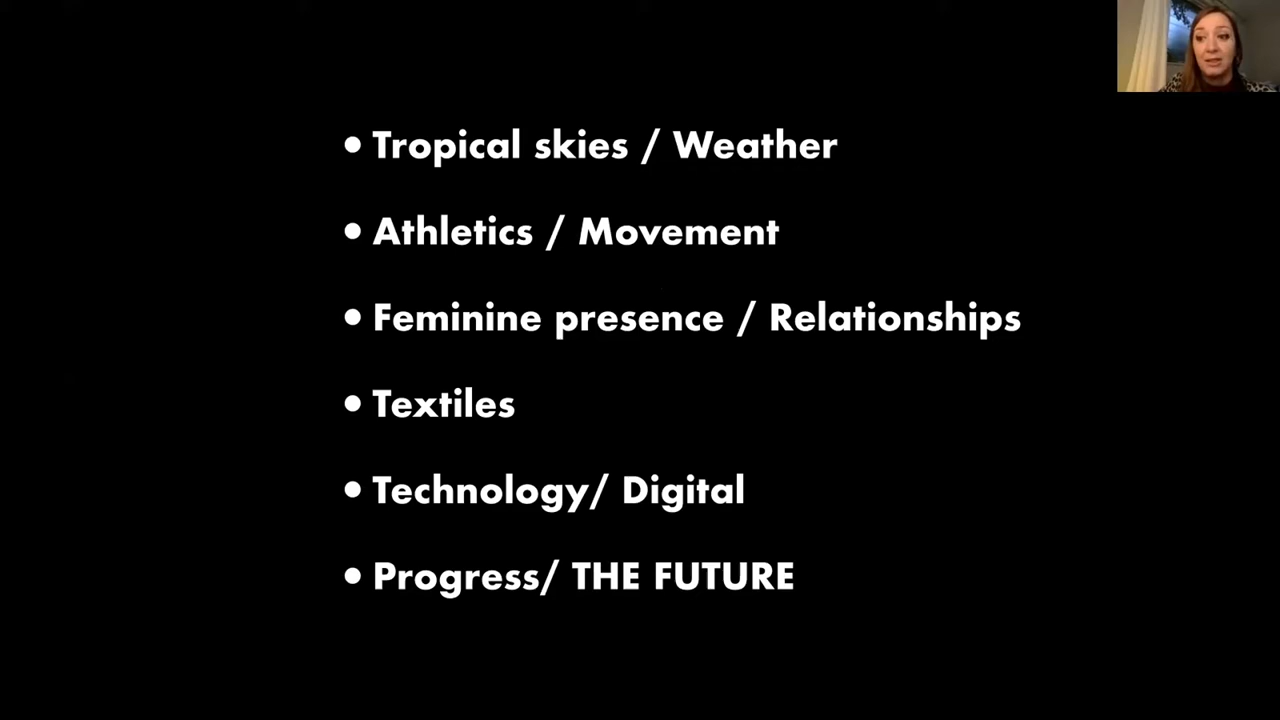 • Tropical skies / Weather
• Athletics / Movement
• Feminine presence / Relationships
• Textiles
• Technology/ Digital
• Progress/ THE FUTURE